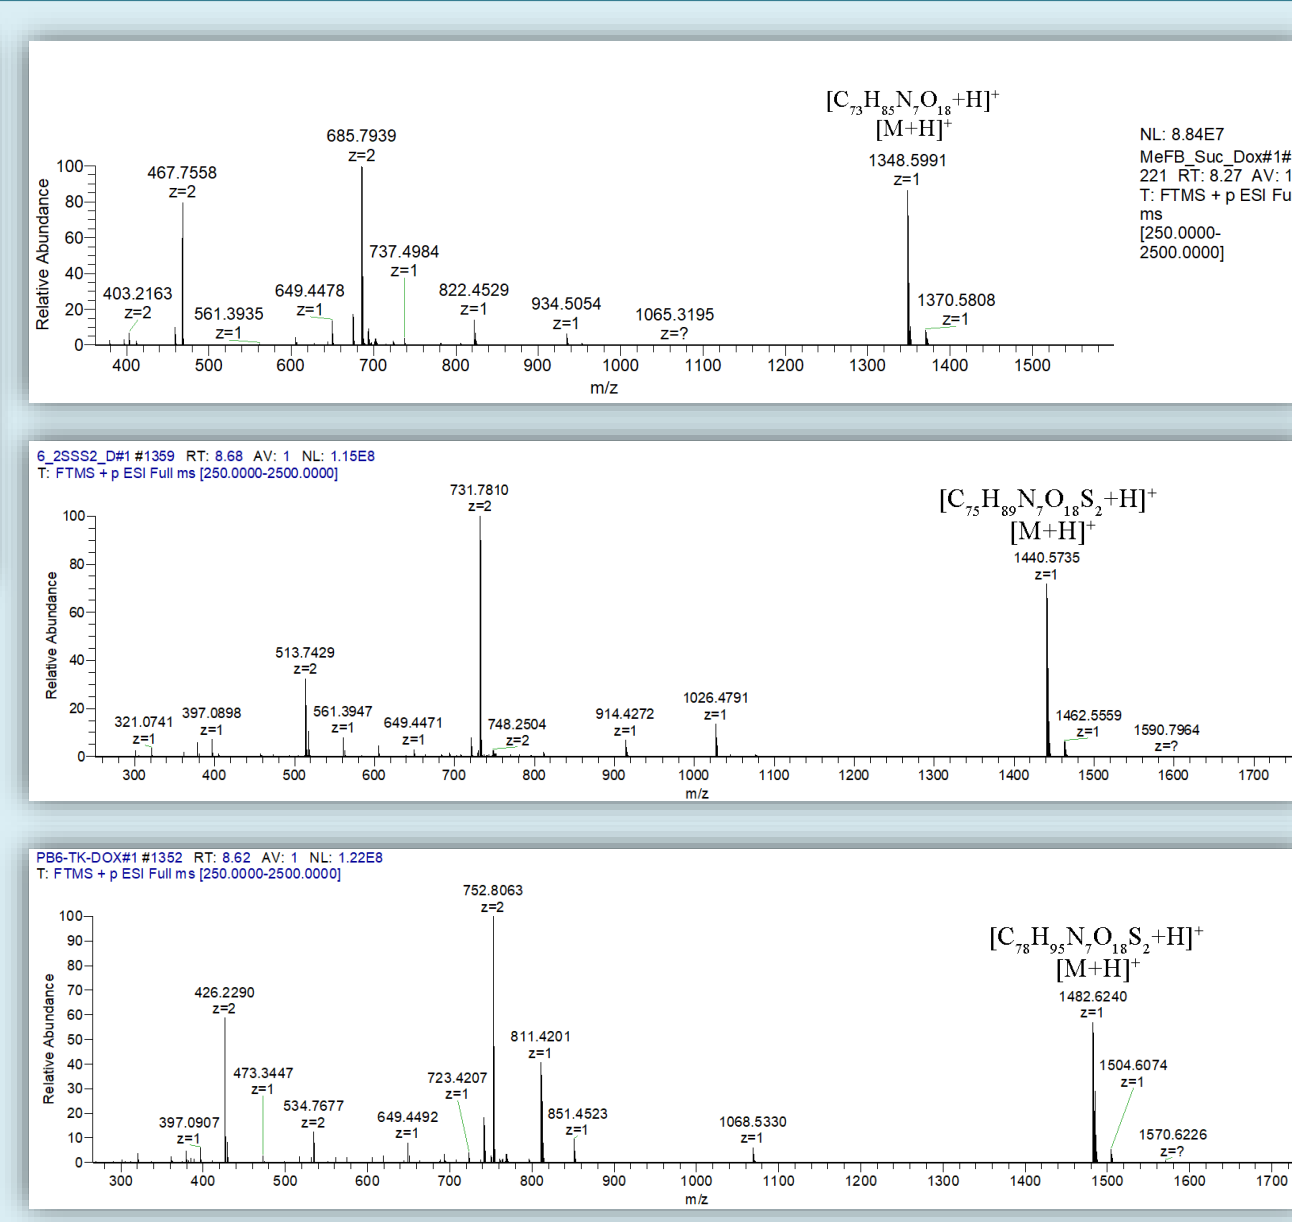 [C₇₃H₈₅N₇O₁₈+H]⁺
[M+H]⁺
NL: 8.84E7
MeFB_Suc_Dox#1#
221 RT: 8.27 AV: 1
T: FTMS + p ESI Fu
ms
[250.0000-
2500.0000]
685.7939
z=2
467.7558
z=2
1348.5991
z=1
737.4984
z=1
403.2163
z=2
561.3935
z=1
649.4478
z=1
822.4529
z=1
934.5054
z=1
1065.3195
z=?
1370.5808
z=1
Relative Abundance
100
80
60
40
20
0
400 500 600 700 800 900 1000 1100 1200 1300 1400 1500
m/z
6_2SSS2_D#1 #1359 RT: 8.68 AV: 1 NL: 1.15E8
T: FTMS + p ESI Full ms [250.0000-2500.0000]
731.7810
z=2
[C₇₅H₈₉N₇O₁₈S₂+H]⁺
[M+H]⁺
1440.5735
z=1
513.7429
z=2
321.0741
z=1
397.0898
z=1
561.3947
z=1
649.4471
z=1
748.2504
z=2
914.4272
z=1
1026.4791
z=1
1462.5559
z=1
1590.7964
z=?
Relative Abundance
100
80
60
40
20
0
300 400 500 600 700 800 900 1000 1100 1200 1300 1400 1500 1600 1700
m/z
PB6-TK-DOX#1 #1352 RT: 8.62 AV: 1 NL: 1.22E8
T: FTMS + p ESI Full ms [250.0000-2500.0000]
752.8063
z=2
[C₇₈H₉₅N₇O₁₈S₂+H]⁺
[M+H]⁺
1482.6240
z=1
426.2290
z=2
811.4201
z=1
473.3447
z=1
723.4207
z=1
397.0907
z=1
534.7677
z=2
649.4492
z=1
851.4523
z=1
1068.5330
z=1
1504.6074
z=1
1570.6226
z=?
Relative Abundance
100
90
80
70
60
50
40
30
20
10
0
300 400 500 600 700 800 900 1000 1100 1200 1300 1400 1500 1600 1700
m/z